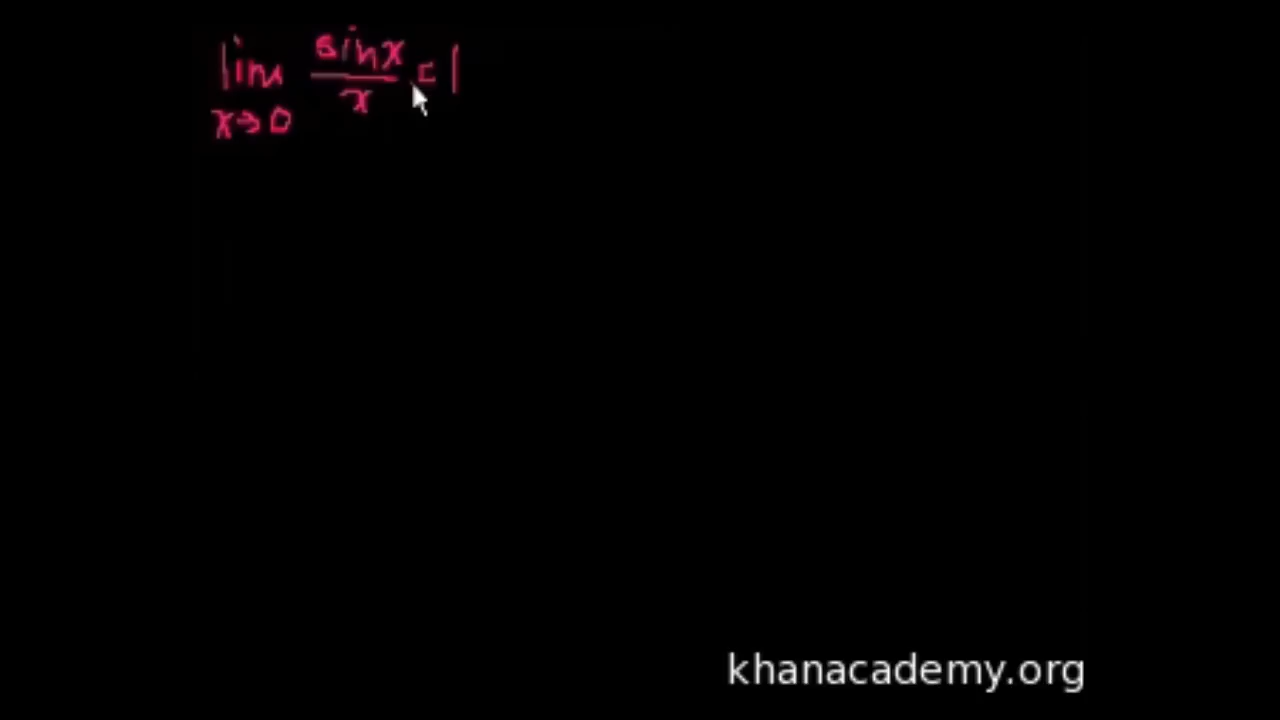 lim sinx/x = 1
x→0
khanacademy.org